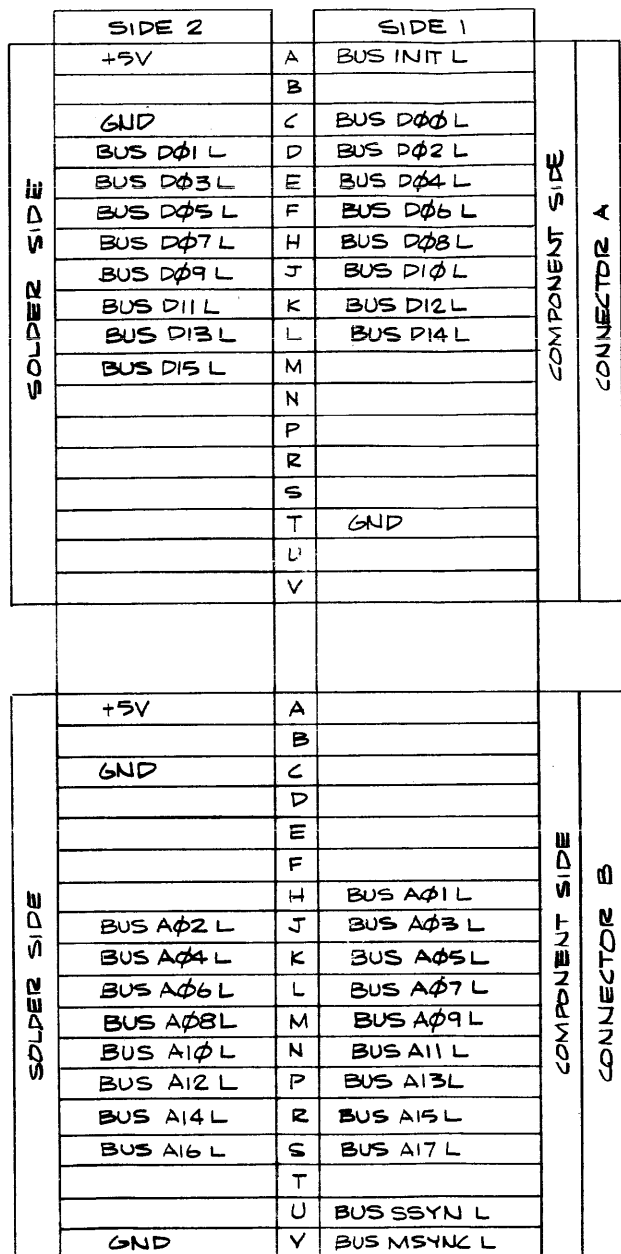 SIDE 2 SIDE 1
+5V A BUS INIT L
B
GND C BUS DØØ L
BUS DØ1 L D BUS DØ2 L
BUS DØ3 L E BUS DØ4 L
BUS DØ5 L F BUS DØ6 L
BUS DØ7 L H BUS DØ8 L
BUS DØ9 L J BUS D1Ø L
BUS D11 L K BUS D12 L
BUS D13 L L BUS D14 L
BUS D15 L M
N
P
R
S
T GND
U
V
SOLDER SIDE
COMPONENT SIDE
CONNECTOR A
+5V A
B
GND C
D
E
F
H BUS AØ1 L
BUS AØ2 L J BUS AØ3 L
BUS AØ4 L K BUS AØ5 L
BUS AØ6 L L BUS AØ7 L
BUS AØ8L M BUS AØ9 L
BUS A1Ø L N BUS A11 L
BUS A12 L P BUS A13L
BUS A14 L R BUS A15 L
BUS A16 L S BUS A17 L
T
U BUS SSYN L
GND V BUS MSYNC L
SOLDER SIDE
COMPONENT SIDE
CONNECTOR B